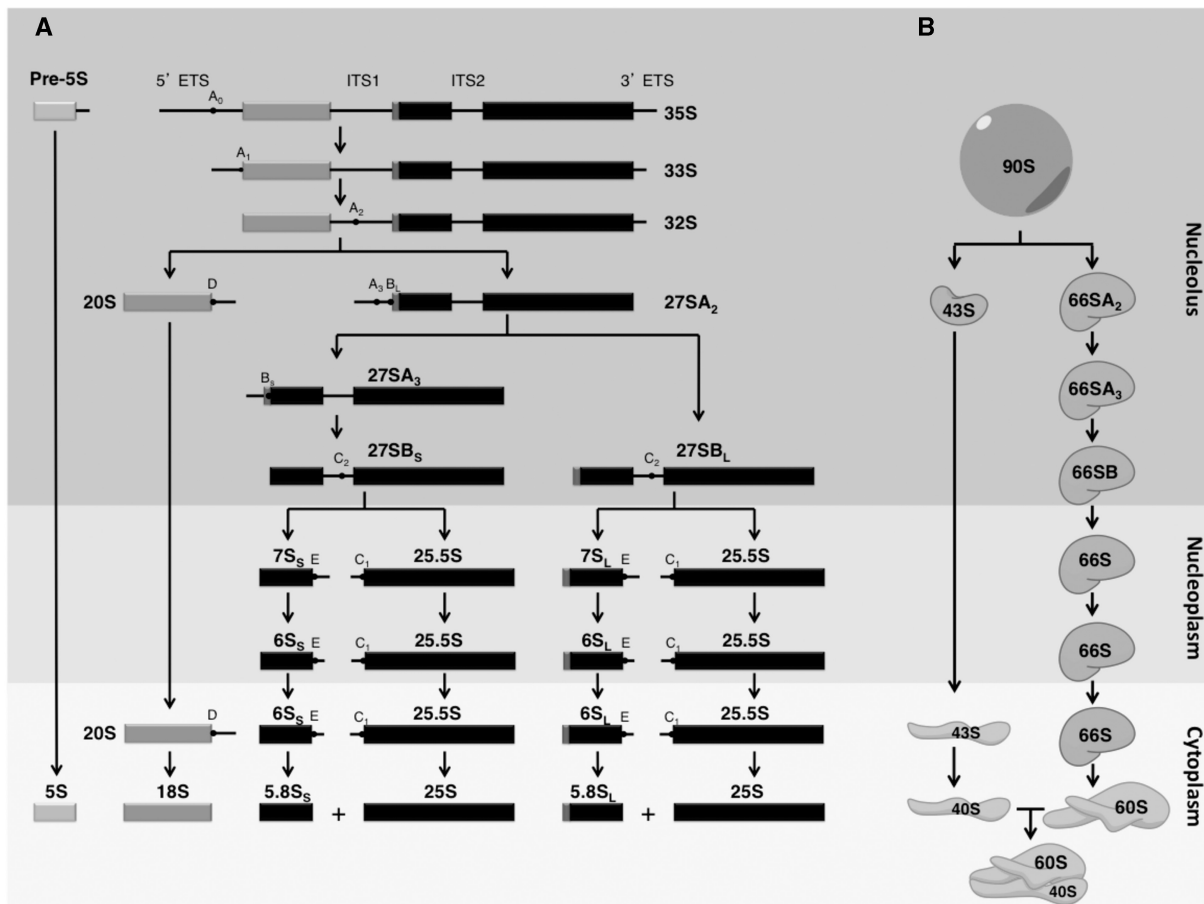 A
B
Pre-5S 5' ETS ITS1 ITS2 3' ETS
A0
35S
A1
33S
A2
32S
20S D A3 BL 27SA2
Bs 27SA3
27SBS 27SBL
C2 C2
7SS E C1 25.5S 7SL E C1 25.5S
6SS E C1 25.5S 6SL E C1 25.5S
20S D 6SS E C1 25.5S 6SL E C1 25.5S
5S 18S 5.8SS + 25S 5.8SL + 25S
90S
43S 66SA2
66SA3
66SB
66S
66S
43S 66S
40S 60S
60S
40S
Nucleolus
Nucleoplasm
Cytoplasm